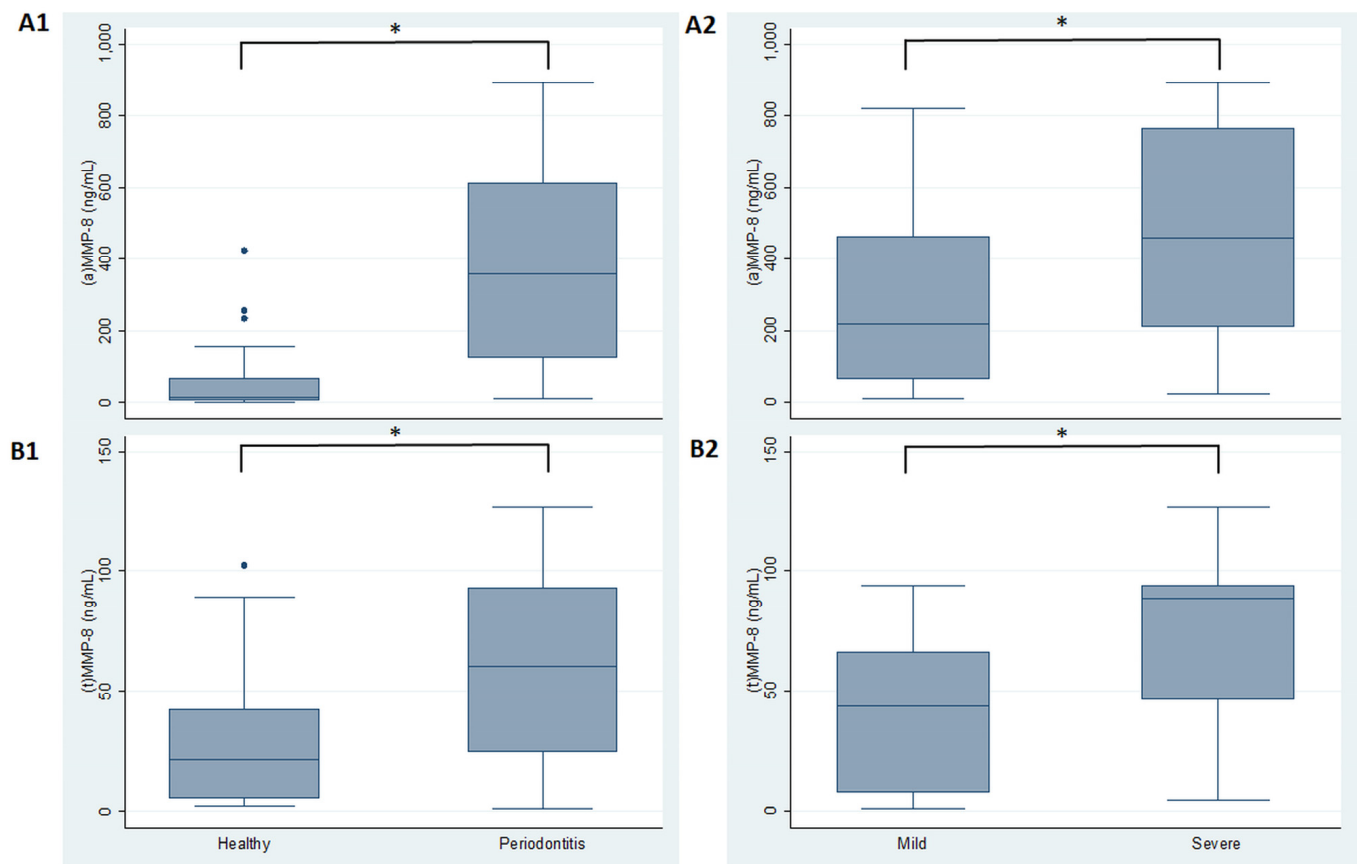 A1
*
(a)MMP-8 (ng/mL)
1,000
800
600
400
200
0
A2
*
(a)MMP-8 (ng/mL)
1,000
800
600
400
200
0
B1
*
(t)MMP-8 (ng/mL)
150
100
50
0
Healthy
Periodontitis
B2
*
(t)MMP-8 (ng/mL)
150
100
50
0
Mild
Severe